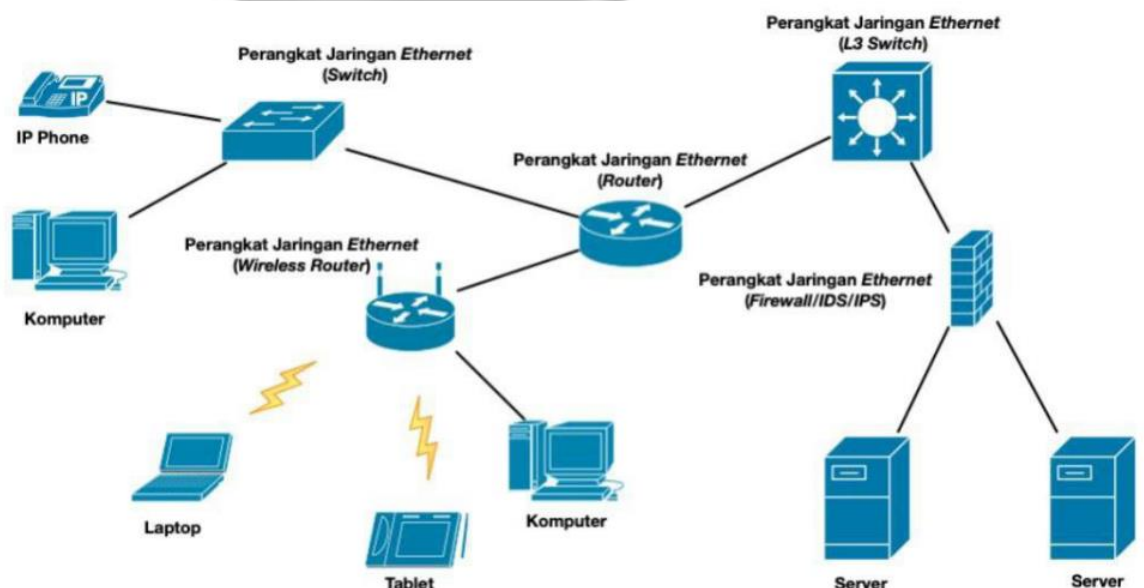 Perangkat Jaringan Ethernet
(L3 Switch)
Perangkat Jaringan Ethernet
(Switch)
IP
IP Phone
Perangkat Jaringan Ethernet
(Router)
Perangkat Jaringan Ethernet
(Wireless Router)
Perangkat Jaringan Ethernet
(Firewall/IDS/IPS)
Komputer
Laptop
Komputer
Tablet
Server
Server